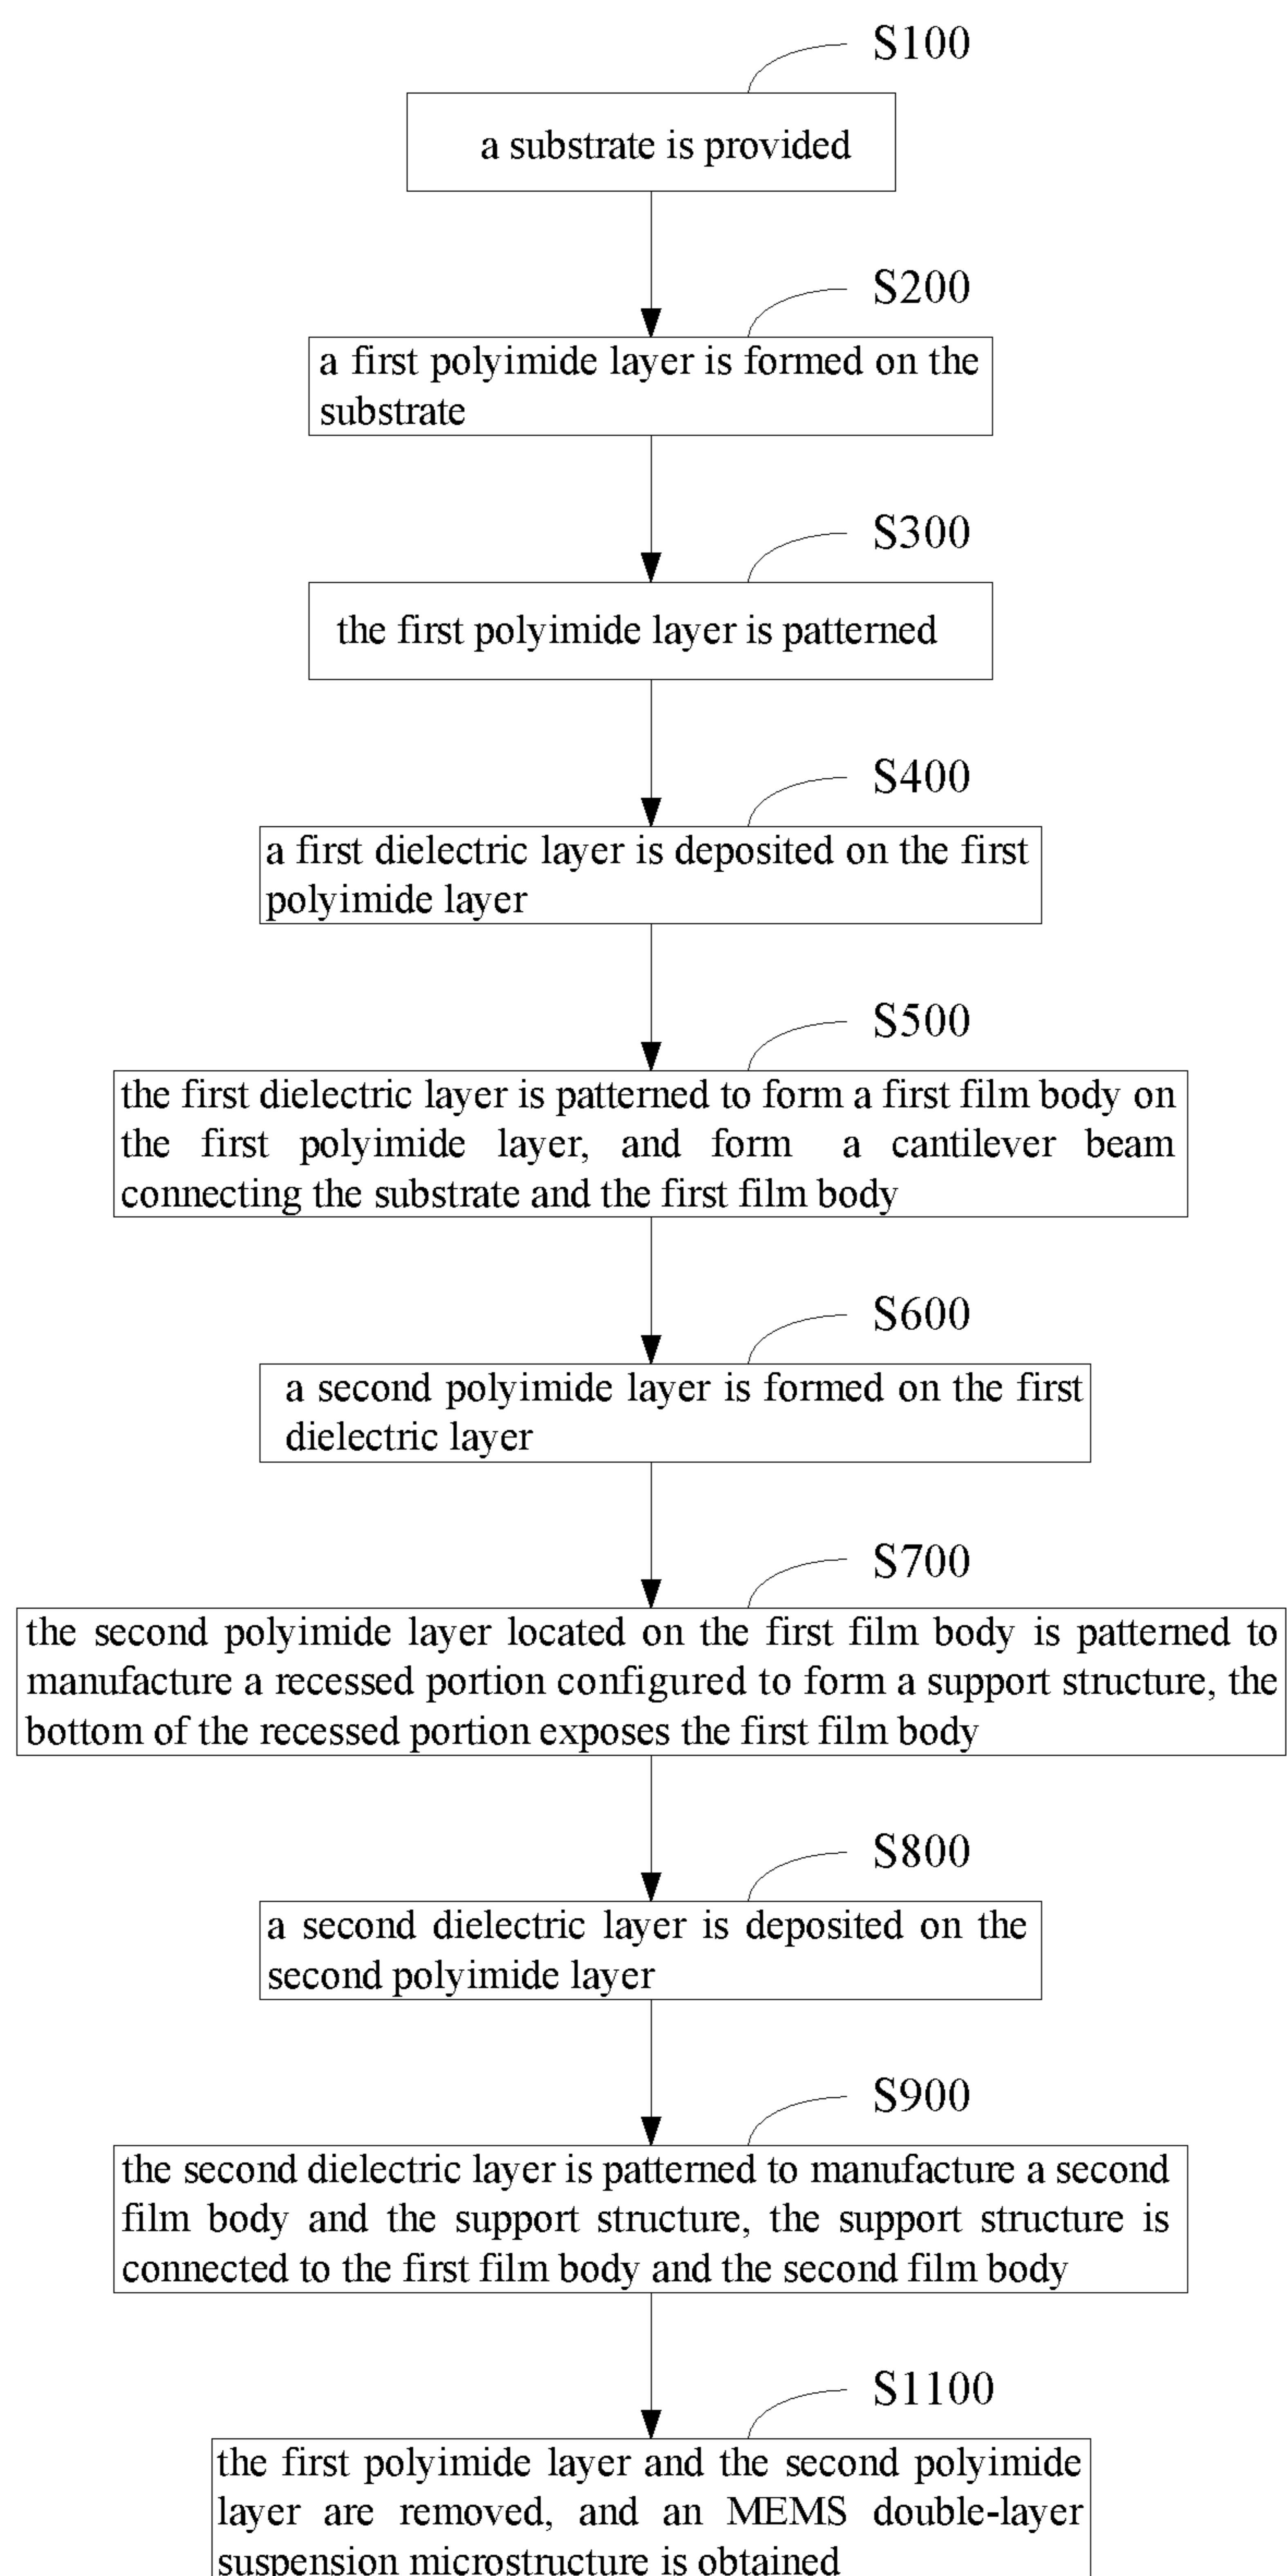 S100
a substrate is provided
S200
a first polyimide layer is formed on the
substrate
S300
the first polyimide layer is patterned
S400
a first dielectric layer is deposited on the first
polyimide layer
S500
the first dielectric layer is patterned to form a first film body on
the first polyimide layer, and form a cantilever beam
connecting the substrate and the first film body
S600
a second polyimide layer is formed on the first
dielectric layer
S700
the second polyimide layer located on the first film body is patterned to
manufacture a recessed portion configured to form a support structure, the
bottom of the recessed portion exposes the first film body
S800
a second dielectric layer is deposited on the
second polyimide layer
S900
the second dielectric layer is patterned to manufacture a second
film body and the support structure, the support structure is
connected to the first film body and the second film body
S1100
the first polyimide layer and the second polyimide
layer are removed, and an MEMS double-layer
suspension microstructure is obtained